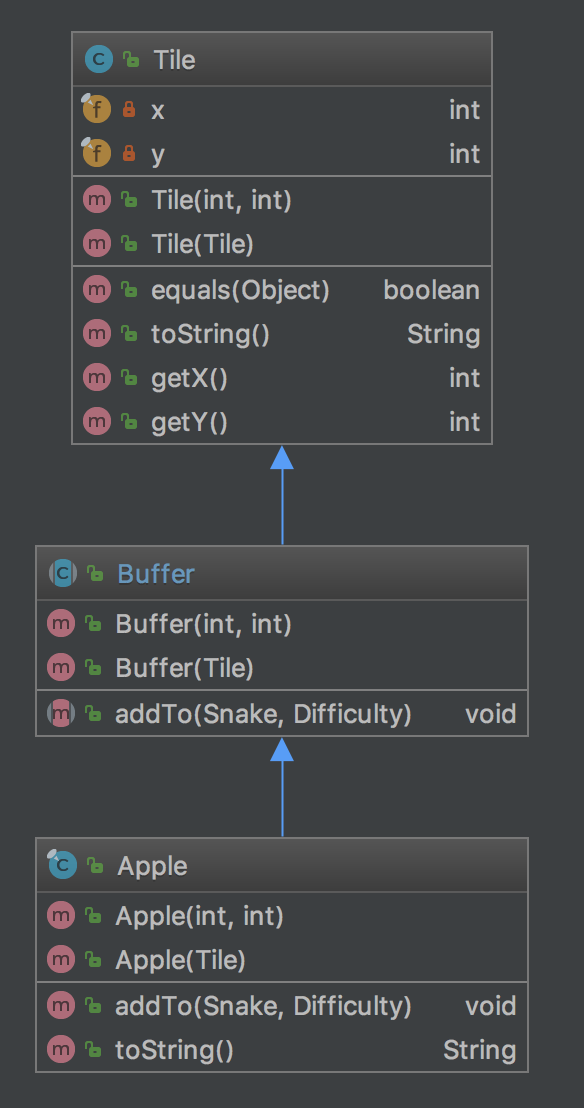 C Tile
f x int
f y int
m Tile(int, int)
m Tile(Tile)
m equals(Object) boolean
m toString() String
m getX() int
m getY() int
C Buffer
m Buffer(int, int)
m Buffer(Tile)
m addTo(Snake, Difficulty) void
C Apple
m Apple(int, int)
m Apple(Tile)
m addTo(Snake, Difficulty) void
m toString() String